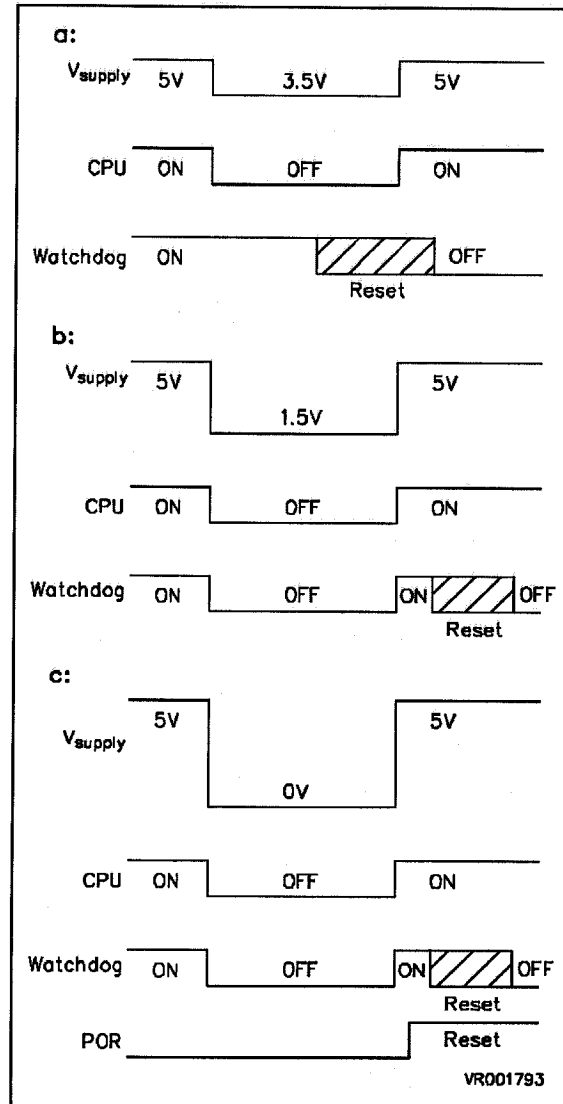 a:
Vsupply 5V 3.5V 5V
CPU ON OFF ON
Watchdog ON OFF
Reset
b:
Vsupply 5V 5V
1.5V
CPU ON OFF ON
Watchdog ON OFF ON OFF
Reset
c:
5V 5V
Vsupply
0V
CPU ON OFF ON
Watchdog ON OFF ON OFF
Reset
POR Reset
VR001793